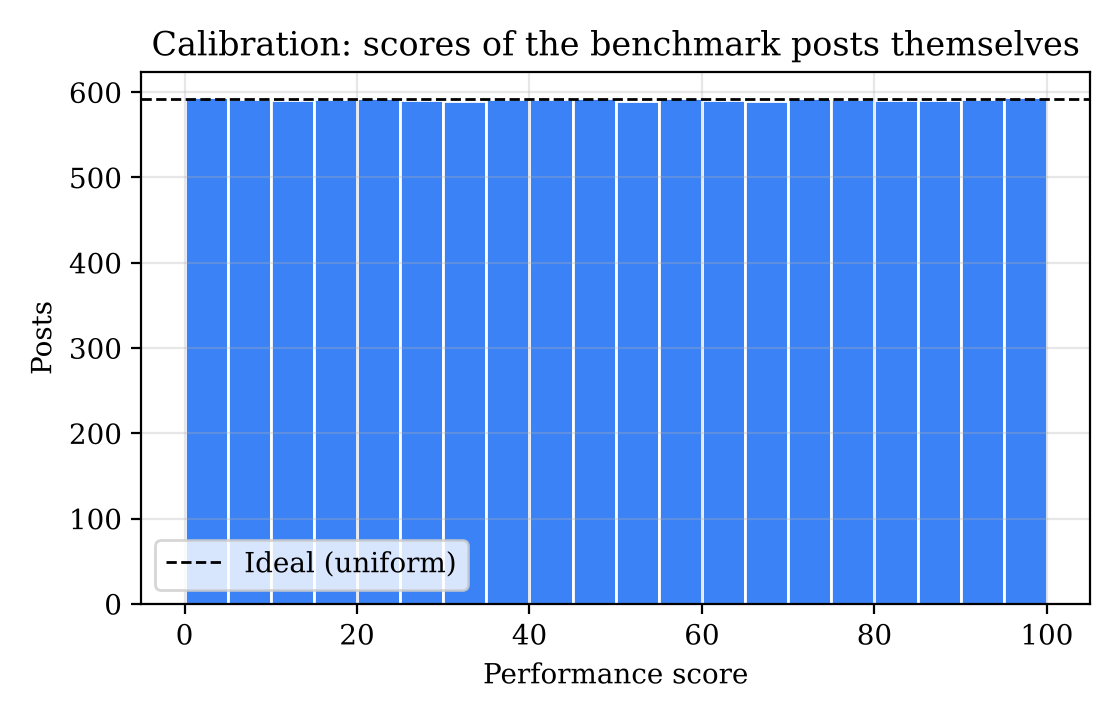 Calibration: scores of the benchmark posts themselves
600
500
400
300
200
100
0
Posts
Ideal (uniform)
0 20 40 60 80 100
Performance score